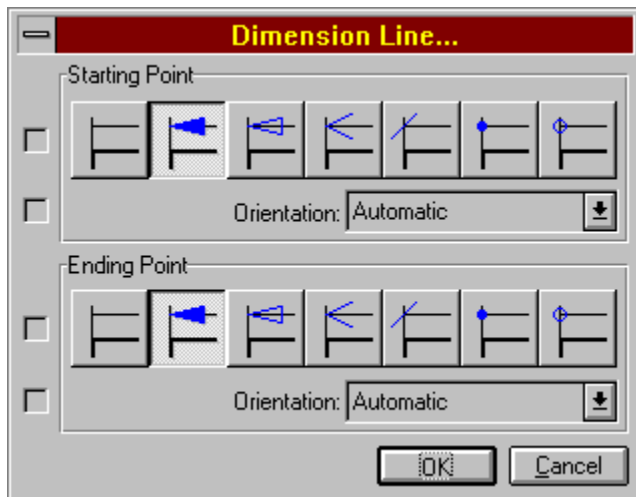 Dimension Line...
Starting Point
Orientation: Automatic
Ending Point
Orientation: Automatic
OK Cancel